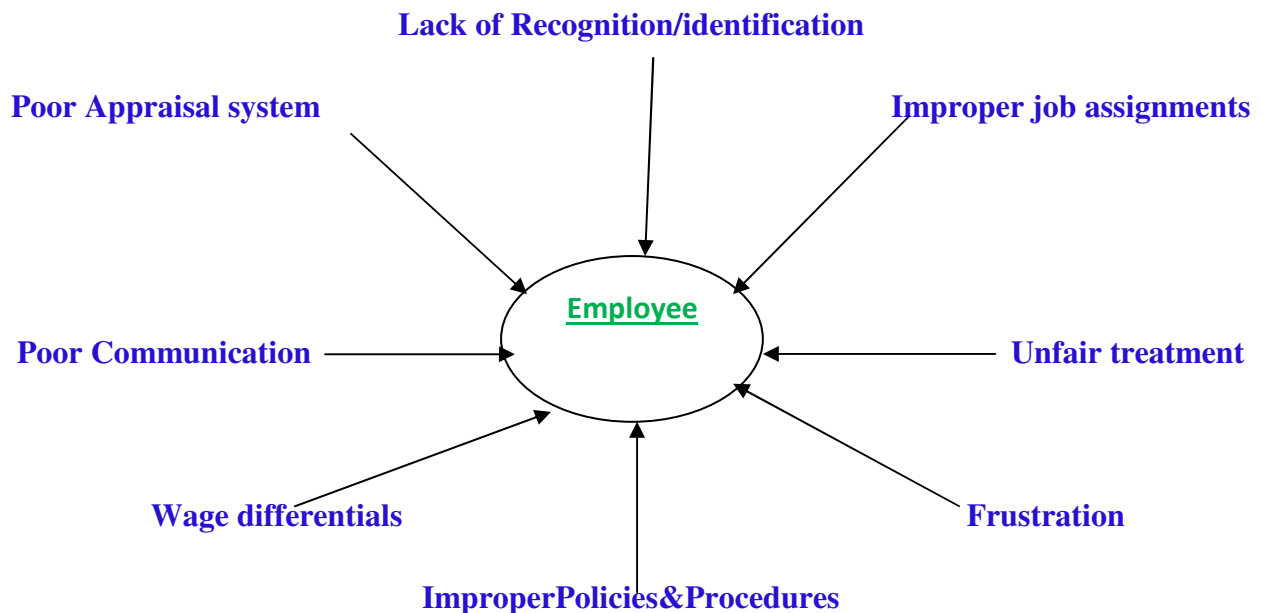 Lack of Recognition/identification
Poor Appraisal system
Improper job assignments
Employee
Poor Communication
Unfair treatment
Wage differentials
Frustration
ImproperPolicies&Procedures